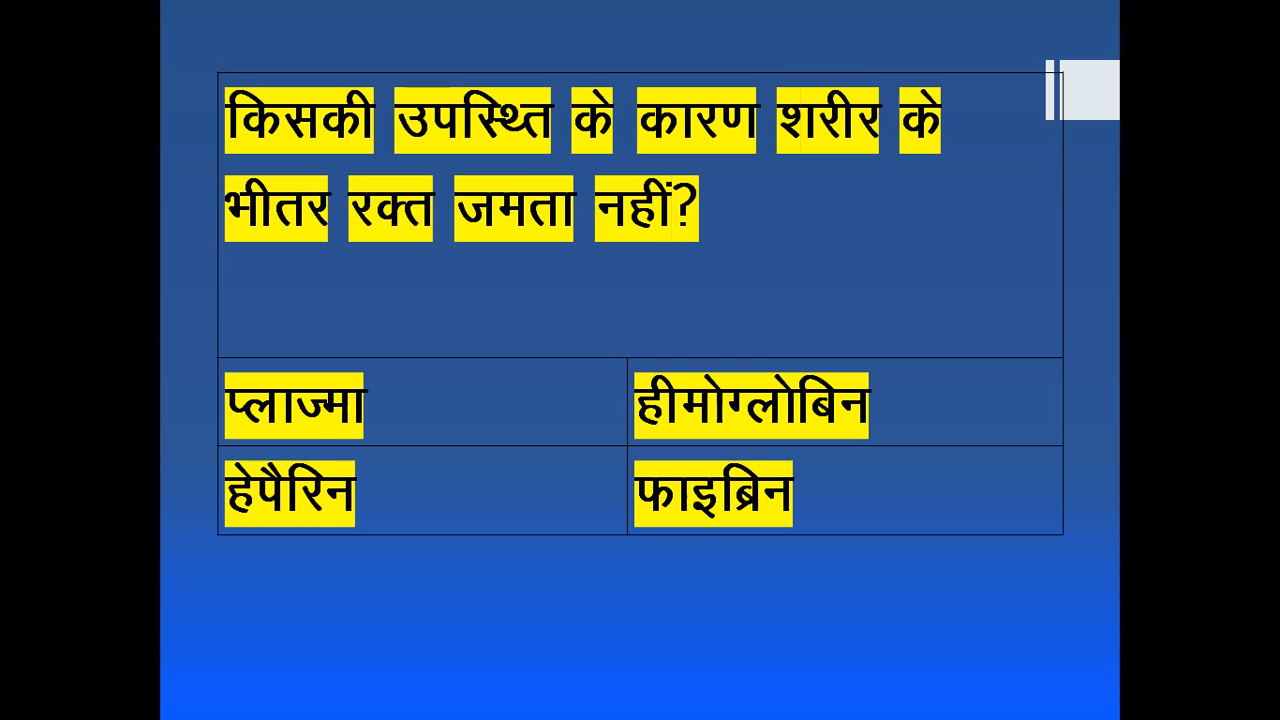 किसकी उपस्थ्ति के कारण शरीर के
भीतर रक्त जमता नहीं?
प्लाज्मा
हीमोग्लोबिन
हेपैरिन
फाइब्रिन